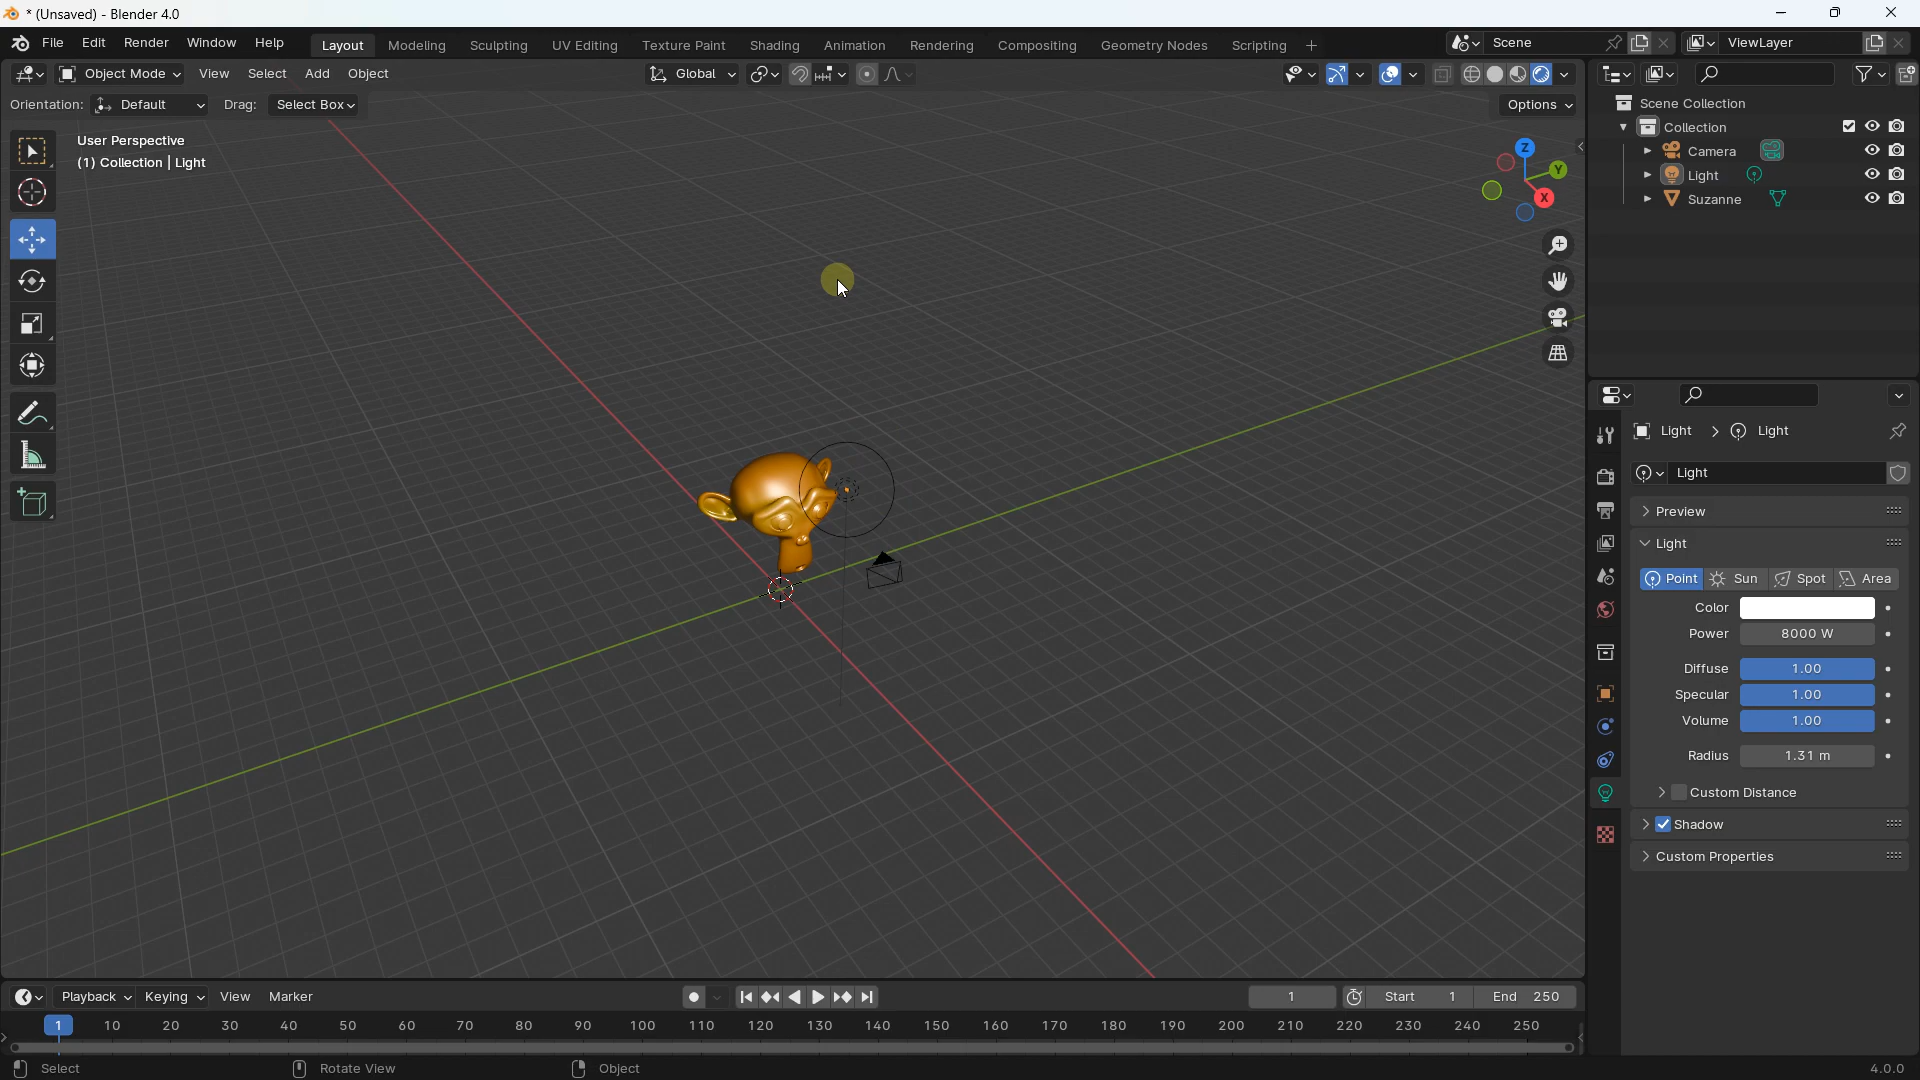 * (Unsaved) - Blender 4.0
File Edit Render Window Help Layout Modeling Sculpting UV Editing Texture Paint Shading Animation Rendering Compositing Geometry Nodes Scripting + Scene ViewLayer
Object Mode View Select Add Object Global
Orientation: Default Drag: Select Box Options
User Perspective
(1) Collection | Light
Z
Y
X
Scene Collection
Collection
Camera
Light
Suzanne
Light > Light
Light
Preview
Light
Point Sun Spot Area
Color
Power 8000 W
Diffuse 1.00
Specular 1.00
Volume 1.00
Radius 1.31 m
Custom Distance
Shadow
Custom Properties
Playback Keying View Marker 1 Start 1 End 250
1 10 20 30 40 50 60 70 80 90 100 110 120 130 140 150 160 170 180 190 200 210 220 230 240 250
Select Rotate View Object 4.0.0